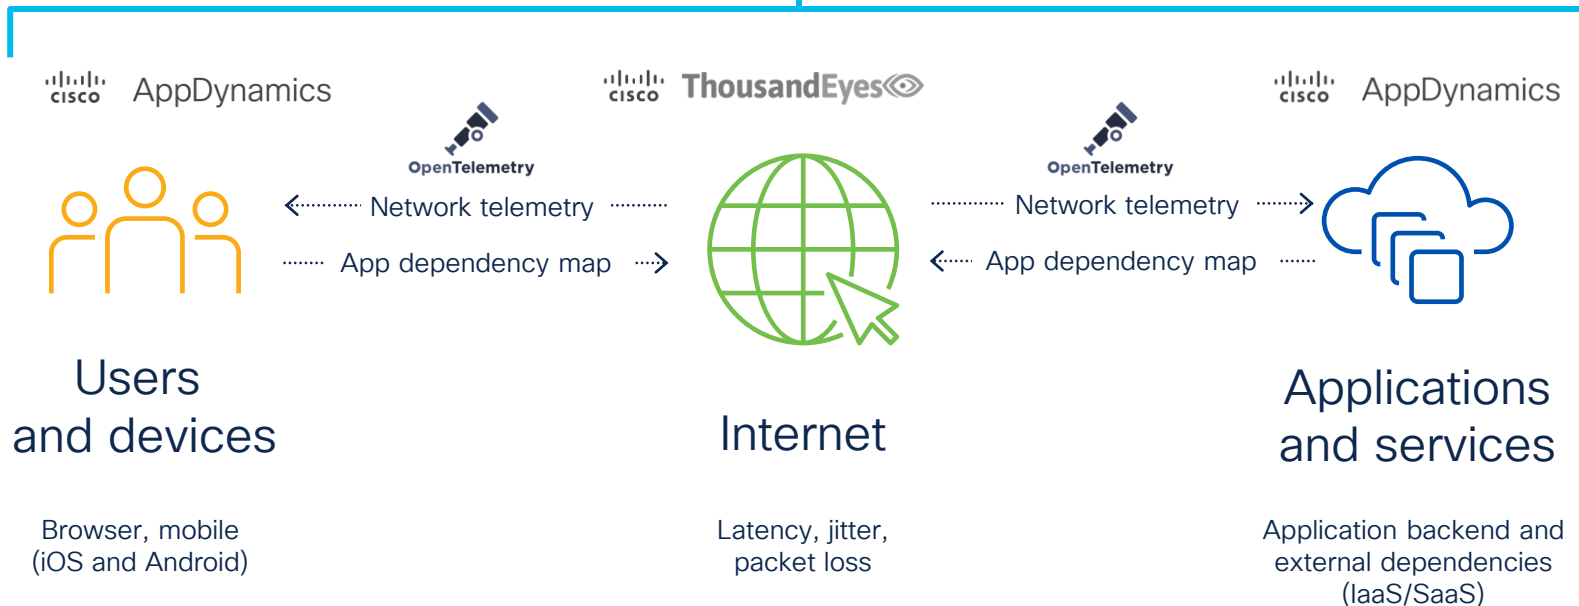 CISCO AppDynamics
CISCO ThousandEyes
CISCO AppDynamics
OpenTelemetry
OpenTelemetry
Network telemetry
Network telemetry
App dependency map
App dependency map
Users
and devices
Internet
Applications
and services
Browser, mobile
(iOS and Android)
Latency, jitter,
packet loss
Application backend and
external dependencies
(IaaS/SaaS)